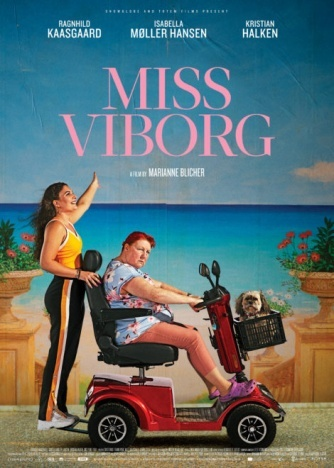 SNOWGLOBE AND TOTEM FILMS PRESENT
RAGNHILD ISABELLA KRISTIAN
KAASGAARD MØLLER HANSEN HALKEN
MISS
VIBORG
A FILM BY MARIANNE BLICHER